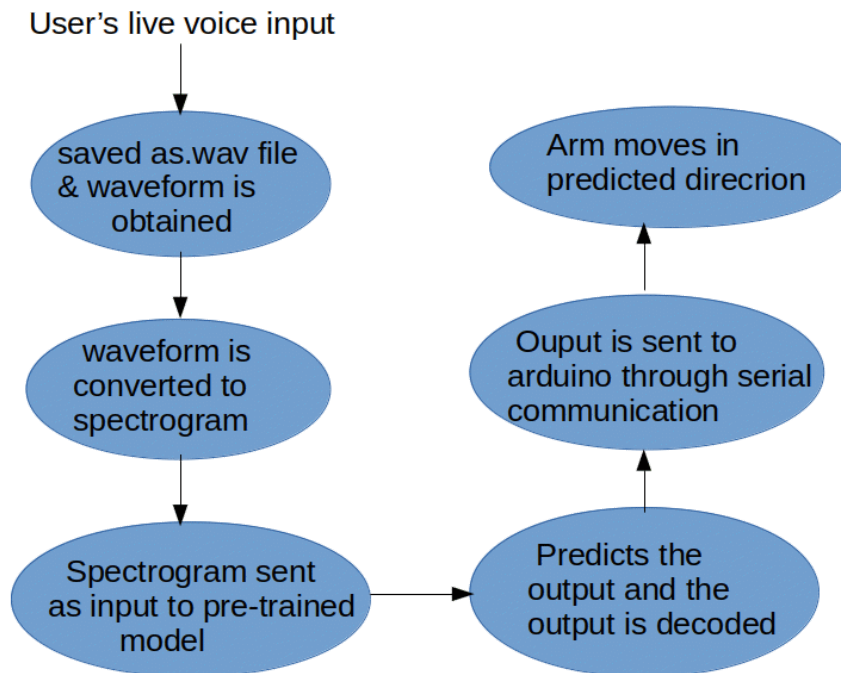 User's live voice input
saved as.wav file
& waveform is
obtained
waveform is
converted to
spectrogram
Spectrogram sent
as input to pre-trained
model
Predicts the
output and the
output is decoded
Ouput is sent to
arduino through serial
communication
Arm moves in
predicted direcrion